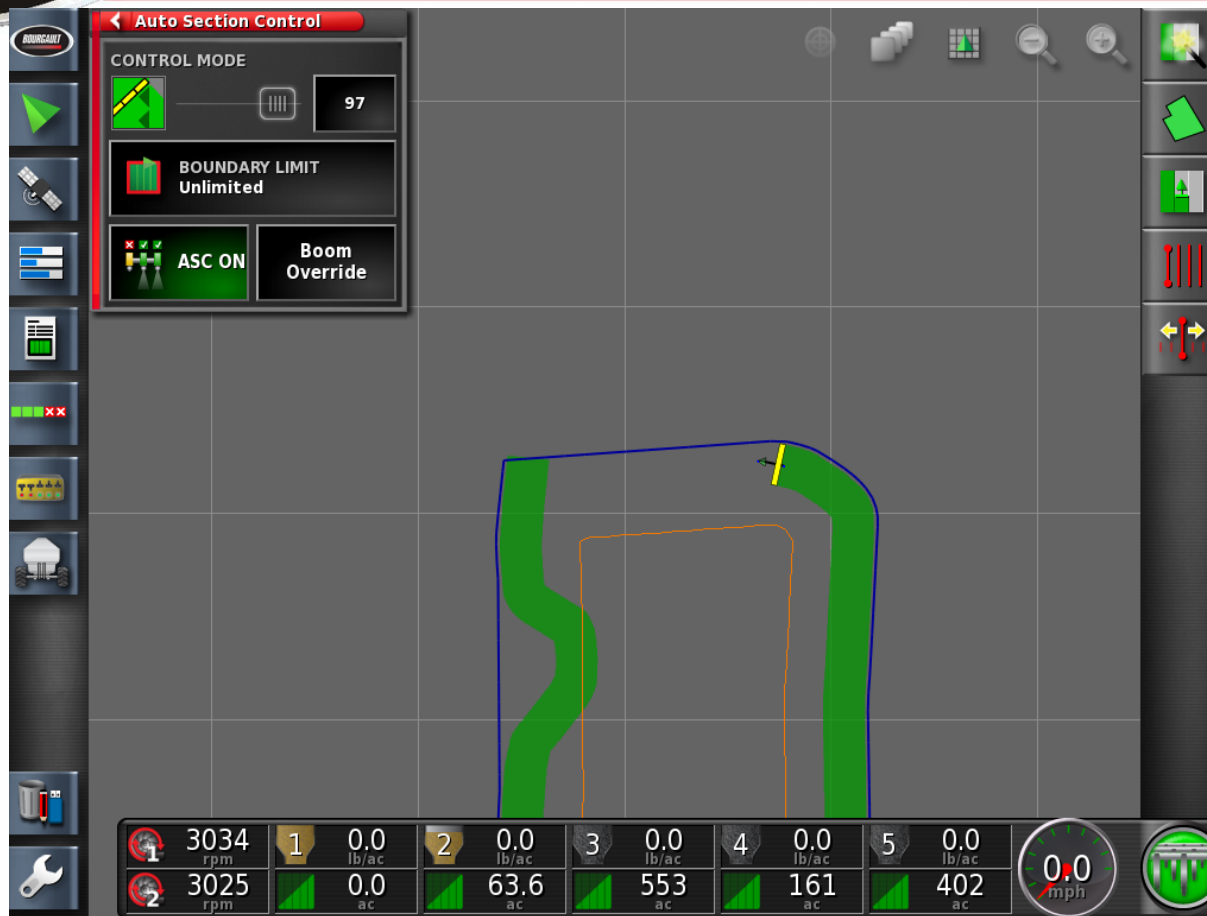 BOURGAULT
Auto Section Control
CONTROL MODE
97
BOUNDARY LIMIT
Unlimited
ASC ON
Boom
Override
1 3034 rpm 1 0.0 lb/ac 2 0.0 lb/ac 3 0.0 lb/ac 4 0.0 lb/ac 5 0.0 lb/ac
2 3025 rpm 0.0 ac 63.6 ac 553 ac 161 ac 402 ac
0.0
mph